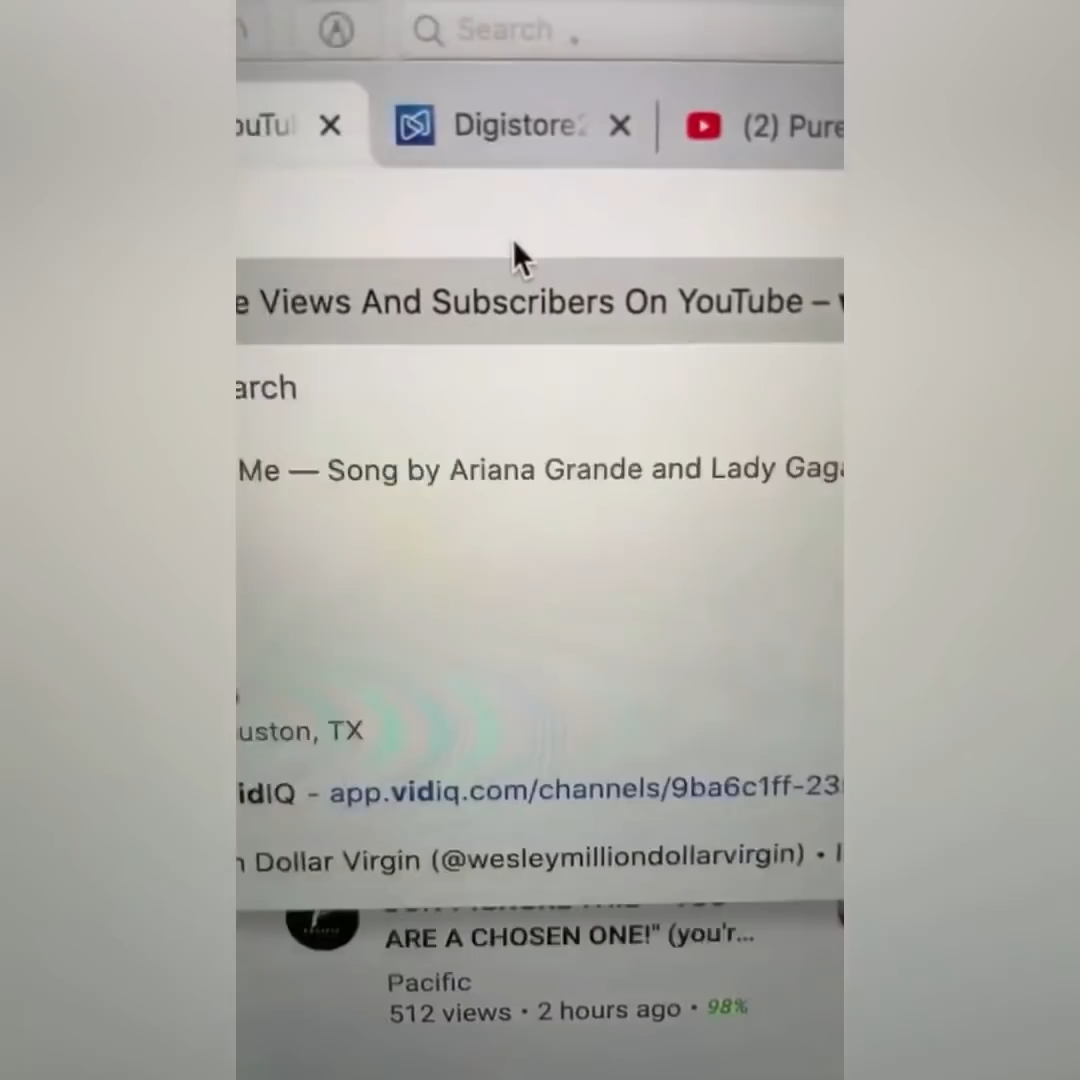 Search
ouTu
Digistore2
(2) Pure
e Views And Subscribers On YouTube –
arch
Me — Song by Ariana Grande and Lady Gaga
uston, TX
idIQ - app.vidiq.com/channels/9ba6c1ff-23
n Dollar Virgin (@wesleymilliondollarvirgin) • I
ARE A CHOSEN ONE!" (you'r...
Pacific
512 views • 2 hours ago • 98%